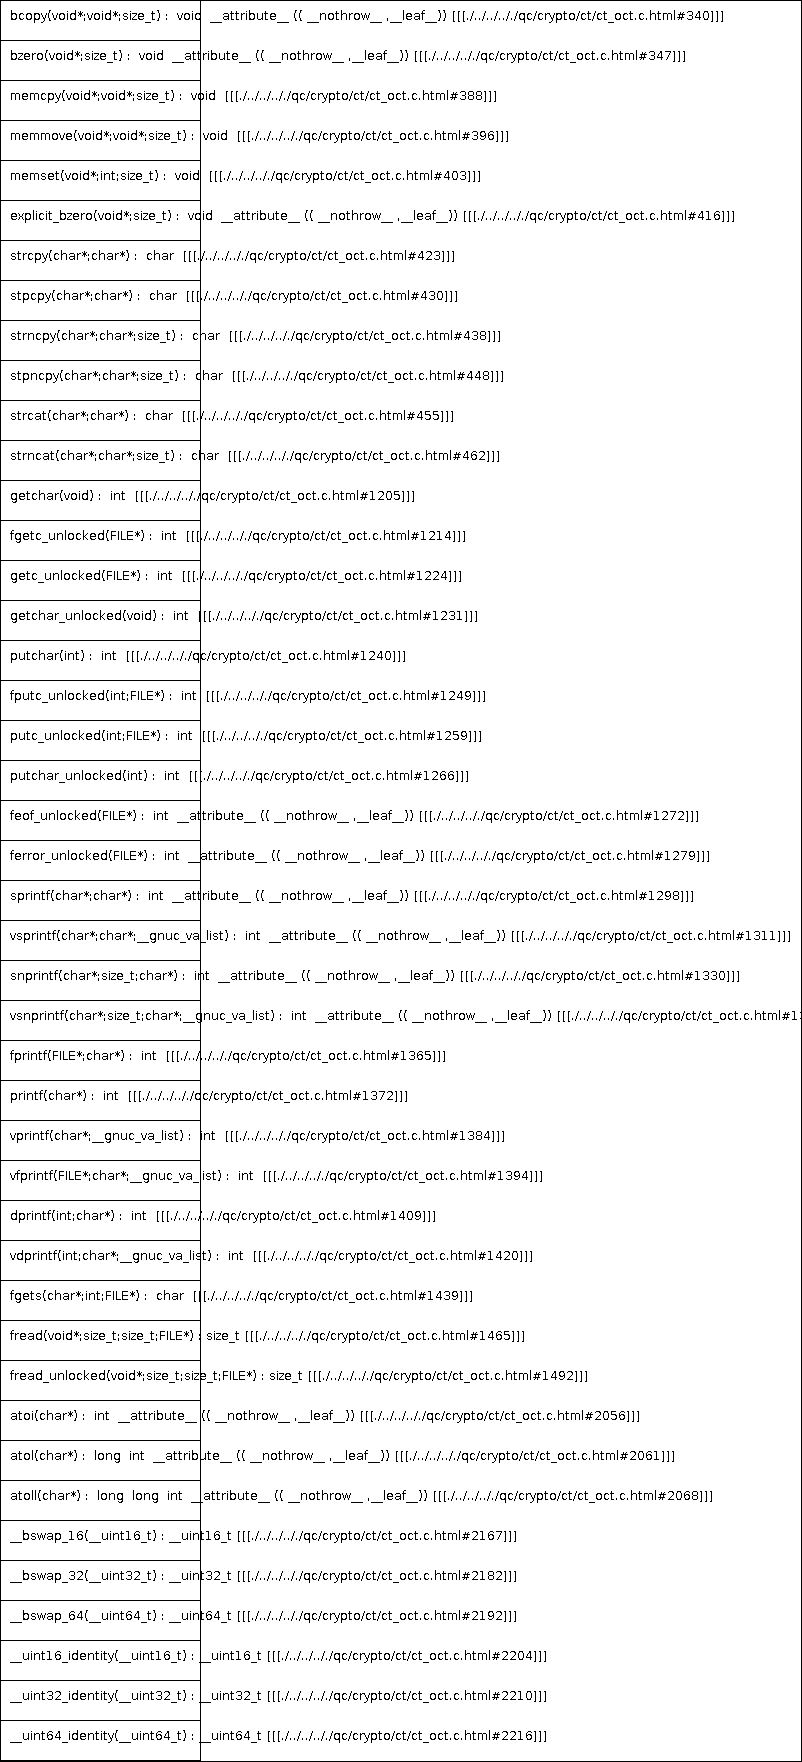 bcopy(void*;void*;size_t) : void __attribute__ (( __nothrow__ ,__leaf__)) [[[./../../.././qc/crypto/ct/ct_oct.c.html#340]]]
bzero(void*;size_t) : void __attribute__ (( __nothrow__ ,__leaf__)) [[[./../../.././qc/crypto/ct/ct_oct.c.html#347]]]
memcpy(void*;void*;size_t) : void [[[./../../.././qc/crypto/ct/ct_oct.c.html#388]]]
memmove(void*;void*;size_t) : void [[[./../../.././qc/crypto/ct/ct_oct.c.html#396]]]
memset(void*;int;size_t) : void [[[./../../.././qc/crypto/ct/ct_oct.c.html#403]]]
explicit_bzero(void*;size_t) : void __attribute__ (( __nothrow__ ,__leaf__)) [[[./../../.././qc/crypto/ct/ct_oct.c.html#416]]]
strcpy(char*;char*) : char [[[./../../.././qc/crypto/ct/ct_oct.c.html#423]]]
stpcpy(char*;char*) : char [[[./../../.././qc/crypto/ct/ct_oct.c.html#430]]]
strncpy(char*;char*;size_t) : char [[[./../../.././qc/crypto/ct/ct_oct.c.html#438]]]
stpncpy(char*;char*;size_t) : char [[[./../../.././qc/crypto/ct/ct_oct.c.html#448]]]
strcat(char*;char*) : char [[[./../../.././qc/crypto/ct/ct_oct.c.html#455]]]
strncat(char*;char*;size_t) : char [[[./../../.././qc/crypto/ct/ct_oct.c.html#462]]]
getchar(void) : int [[[./../../.././qc/crypto/ct/ct_oct.c.html#1205]]]
fgetc_unlocked(FILE*) : int [[[./../../.././qc/crypto/ct/ct_oct.c.html#1214]]]
getc_unlocked(FILE*) : int [[[./../../.././qc/crypto/ct/ct_oct.c.html#1224]]]
getchar_unlocked(void) : int [[[./../../.././qc/crypto/ct/ct_oct.c.html#1231]]]
putchar(int) : int [[[./../../.././qc/crypto/ct/ct_oct.c.html#1240]]]
fputc_unlocked(int;FILE*) : int [[[./../../.././qc/crypto/ct/ct_oct.c.html#1249]]]
putc_unlocked(int;FILE*) : int [[[./../../.././qc/crypto/ct/ct_oct.c.html#1259]]]
putchar_unlocked(int) : int [[[./../../.././qc/crypto/ct/ct_oct.c.html#1266]]]
feof_unlocked(FILE*) : int __attribute__ (( __nothrow__ ,__leaf__)) [[[./../../.././qc/crypto/ct/ct_oct.c.html#1272]]]
ferror_unlocked(FILE*) : int __attribute__ (( __nothrow__ ,__leaf__)) [[[./../../.././qc/crypto/ct/ct_oct.c.html#1279]]]
sprintf(char*;char*) : int __attribute__ (( __nothrow__ ,__leaf__)) [[[./../../.././qc/crypto/ct/ct_oct.c.html#1298]]]
vsprintf(char*;char*;__gnuc_va_list) : int __attribute__ (( __nothrow__ ,__leaf__)) [[[./../../.././qc/crypto/ct/ct_oct.c.html#1311]]]
snprintf(char*;size_t;char*) : int __attribute__ (( __nothrow__ ,__leaf__)) [[[./../../.././qc/crypto/ct/ct_oct.c.html#1330]]]
vsnprintf(char*;size_t;char*;__gnuc_va_list) : int __attribute__ (( __nothrow__ ,__leaf__)) [[[./../../.././qc/crypto/ct/ct_oct.c.html#1
fprintf(FILE*;char*) : int [[[./../../.././qc/crypto/ct/ct_oct.c.html#1365]]]
printf(char*) : int [[[./../../.././qc/crypto/ct/ct_oct.c.html#1372]]]
vprintf(char*;__gnuc_va_list) : int [[[./../../.././qc/crypto/ct/ct_oct.c.html#1384]]]
vfprintf(FILE*;char*;__gnuc_va_list) : int [[[./../../.././qc/crypto/ct/ct_oct.c.html#1394]]]
dprintf(int;char*) : int [[[./../../.././qc/crypto/ct/ct_oct.c.html#1409]]]
vdprintf(int;char*;__gnuc_va_list) : int [[[./../../.././qc/crypto/ct/ct_oct.c.html#1420]]]
fgets(char*;int;FILE*) : char [[[./../../.././qc/crypto/ct/ct_oct.c.html#1439]]]
fread(void*;size_t;size_t;FILE*) : size_t [[[./../../.././qc/crypto/ct/ct_oct.c.html#1465]]]
fread_unlocked(void*;size_t;size_t;FILE*) : size_t [[[./../../.././qc/crypto/ct/ct_oct.c.html#1492]]]
atoi(char*) : int __attribute__ (( __nothrow__ ,__leaf__)) [[[./../../.././qc/crypto/ct/ct_oct.c.html#2056]]]
atol(char*) : long int __attribute__ (( __nothrow__ ,__leaf__)) [[[./../../.././qc/crypto/ct/ct_oct.c.html#2061]]]
atoll(char*) : long long int __attribute__ (( __nothrow__ ,__leaf__)) [[[./../../.././qc/crypto/ct/ct_oct.c.html#2068]]]
__bswap_16(__uint16_t) : __uint16_t [[[./../../.././qc/crypto/ct/ct_oct.c.html#2167]]]
__bswap_32(__uint32_t) : __uint32_t [[[./../../.././qc/crypto/ct/ct_oct.c.html#2182]]]
__bswap_64(__uint64_t) : __uint64_t [[[./../../.././qc/crypto/ct/ct_oct.c.html#2192]]]
__uint16_identity(__uint16_t) : __uint16_t [[[./../../.././qc/crypto/ct/ct_oct.c.html#2204]]]
__uint32_identity(__uint32_t) : __uint32_t [[[./../../.././qc/crypto/ct/ct_oct.c.html#2210]]]
__uint64_identity(__uint64_t) : __uint64_t [[[./../../.././qc/crypto/ct/ct_oct.c.html#2216]]]